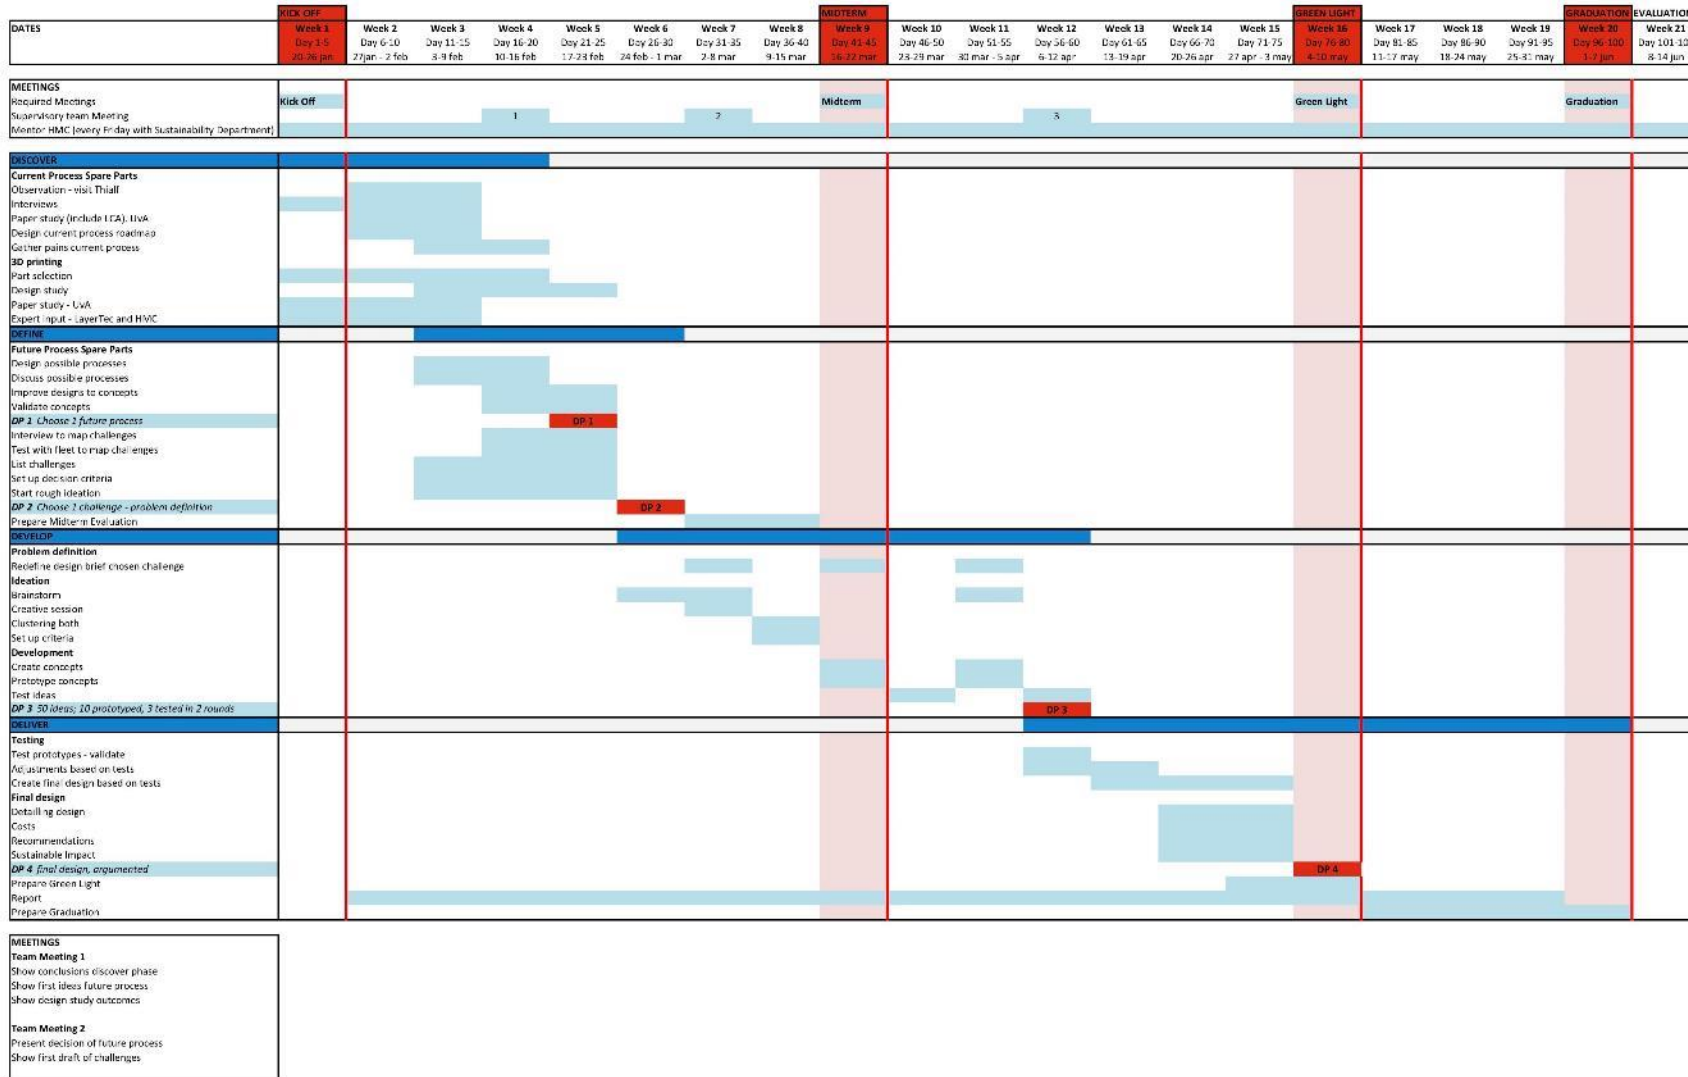 KICK OFF MIDTERM GREEN LIGHT GRADUATION EVALUATION
DATES Week 1 Week 2 Week 3 Week 4 Week 5 Week 6 Week 7 Week 8 Week 9 Week 10 Week 11 Week 12 Week 13 Week 14 Week 15 Week 16 Week 17 Week 18 Week 19 Week 20 Week 21
Day 1-5 Day 6-10 Day 11-15 Day 16-20 Day 21-25 Day 26-30 Day 31-35 Day 36-40 Day 41-45 Day 46-50 Day 51-55 Day 56-60 Day 61-65 Day 66-70 Day 71-75 Day 76-80 Day 81-85 Day 86-90 Day 91-95 Day 96-100 Day 101-10
20-26 jan 27jan - 2 feb 3-9 feb 10-16 feb 17-23 feb 24 feb - 1 mar 2-8 mar 9-15 mar 16-22 mar 23-29 mar 30 mar - 5 apr 6-12 apr 13-19 apr 20-26 apr 27 apr - 3 may 4-10 may 11-17 may 18-24 may 25-31 may 1-7 jun 8-14 jun
MEETINGS
Required Meetings Kick Off Midterm Green Light Graduation
Supervisory team Meeting 1 2 3
Mentor HMC (every Friday with Sustainability Department)
DISCOVER
Current Process Spare Parts
Observation - visit Thialf
Interviews
Paper study (include LCA). UvA
Design current process roadmap
Gather pains current process
3D printing
Part selection
Design study
Paper study - UvA
Expert input - LayerTec and HMC
DEFINE
Future Process Spare Parts
Design possible processes
Discuss possible processes
Improve designs to concepts
Validate concepts
DP 1 Choose 1 future process DP 1
Interview to map challenges
Test with fleet to map challenges
List challenges
Set up decision criteria
Start rough ideation
DP 2 Choose 1 challenge - problem definition DP 2
Prepare Midterm Evaluation
DEVELOP
Problem definition
Redefine design brief chosen challenge
Ideation
Brainstorm
Creative session
Clustering both
Set up criteria
Development
Create concepts
Prototype concepts
Test ideas
DP 3 50 ideas; 10 prototyped, 3 tested in 2 rounds DP 3
DELIVER
Testing
Test prototypes - validate
Adjustments based on tests
Create final design based on tests
Final design
Detailling design
Costs
Recommendations
Sustainable Impact
DP 4 final design, argumented DP 4
Prepare Green Light
Report
Prepare Graduation
MEETINGS
Team Meeting 1
Show conclusions discover phase
Show first ideas future process
Show design study outcomes
Team Meeting 2
Present decision of future process
Show first draft of challenges